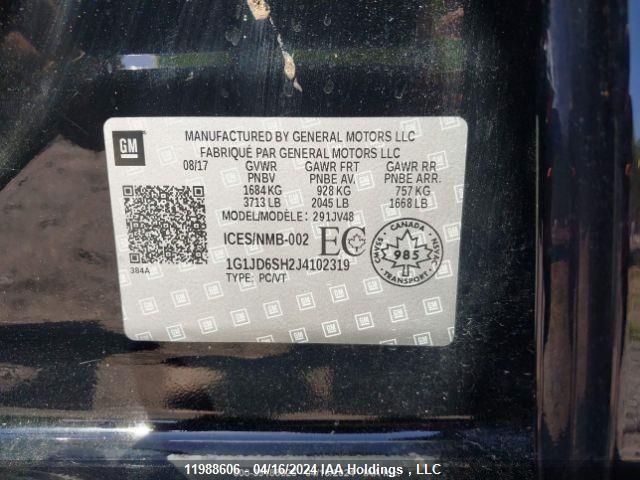 GM
MANUFACTURED BY GENERAL MOTORS LLC
FABRIQUÉ PAR GENERAL MOTORS LLC
08/17 GVWR GAWR FRT GAWR RR
PNBV PNBE AV. PNBE ARR.
1684 KG 928 KG 757 KG
3713 LB 2045 LB 1668 LB
MODEL/MODÈLE: 291JV48
ICES/NMB-002 EC
CANADA
985
TRANSPORT
384A
1G1JD6SH2J4102319
TYPE: PC/VT
11988606 - 04/16/2024 IAA Holdings , LLC